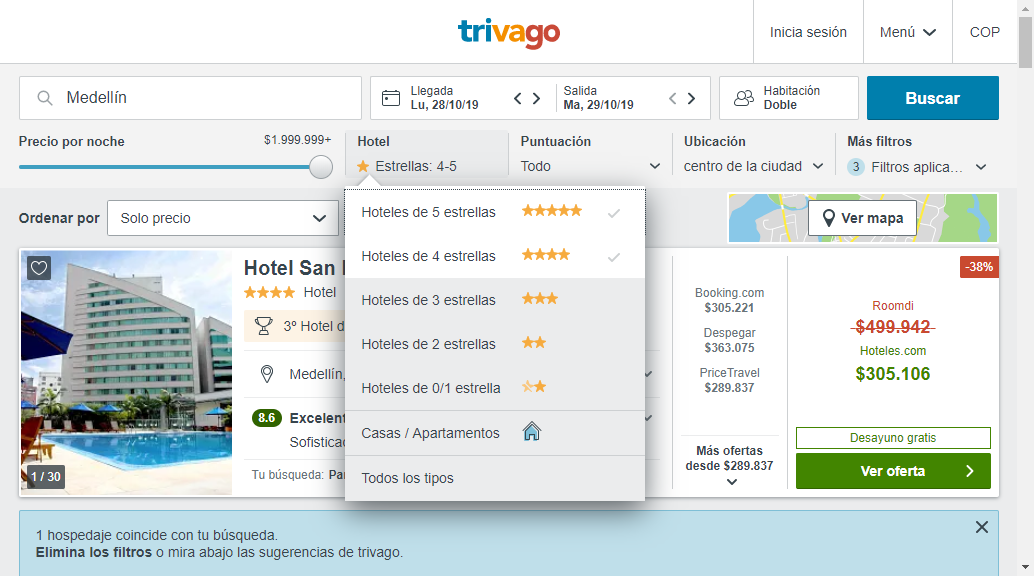 trivago
Inicia sesión
Menú
COP
Medellín
Llegada
Lu, 28/10/19
Salida
Ma, 29/10/19
Habitación
Doble
Buscar
Precio por noche
$1.999.999+
Hotel
Estrellas: 4-5
Puntuación
Todo
Ubicación
centro de la ciudad
Más filtros
3 Filtros aplica...
Ordenar por
Solo precio
Ver mapa
Hoteles de 5 estrellas
Hoteles de 4 estrellas
Hoteles de 3 estrellas
Hoteles de 2 estrellas
Hoteles de 0/1 estrella
Casas / Apartamentos
Todos los tipos
1 / 30
Hotel San
Hotel
3º Hotel d
Medellín,
8.6 Excelent
Sofistica
Tu búsqueda: Pa
Booking.com
$305.221
Despegar
$363.075
PriceTravel
$289.837
Más ofertas
desde $289.837
-38%
Roomdi
$499.942
Hoteles.com
$305.106
Desayuno gratis
Ver oferta
1 hospedaje coincide con tu búsqueda.
Elimina los filtros o mira abajo las sugerencias de trivago.